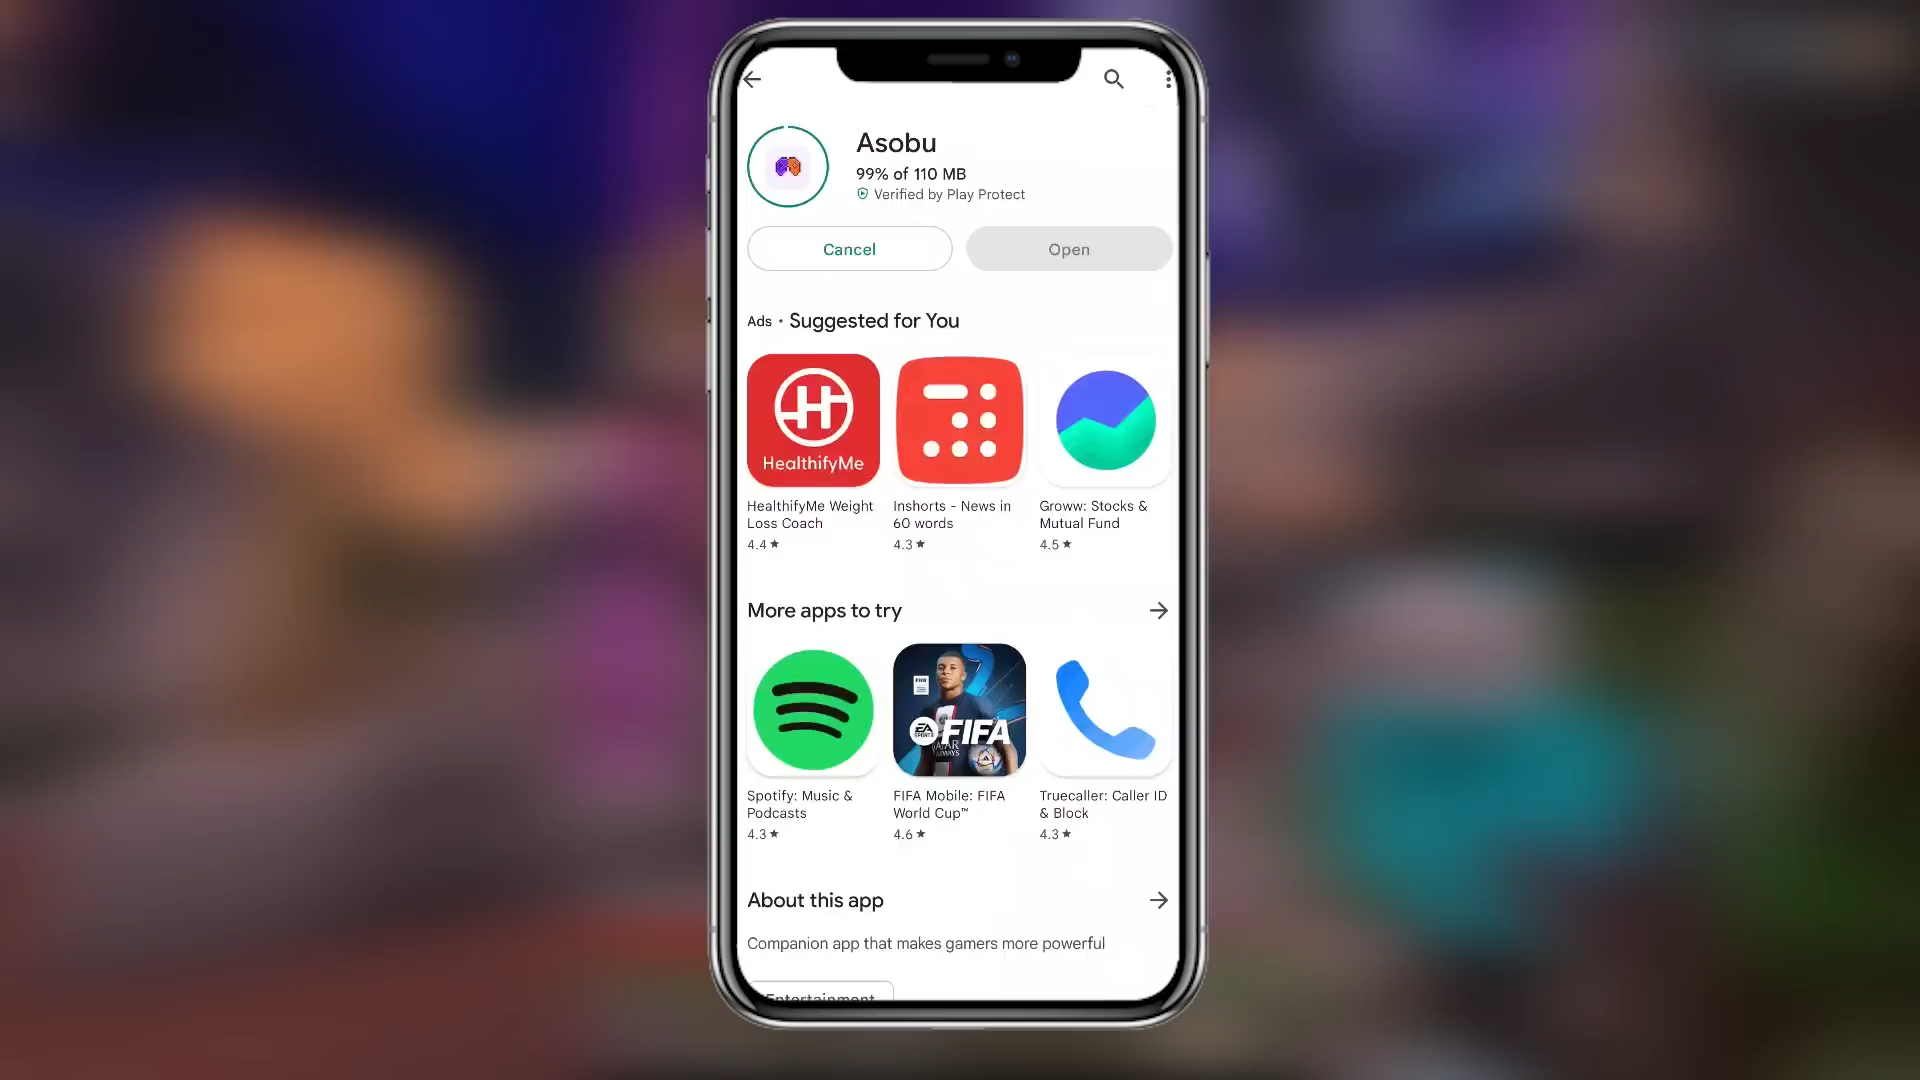 Asobu
99% of 110 MB
Verified by Play Protect
Cancel
Open
Ads • Suggested for You
HealthifyMe
HealthifyMe Weight
Loss Coach
4.4 ★
Inshorts - News in
60 words
4.3 ★
Groww: Stocks &
Mutual Fund
4.5 ★
More apps to try
EA SPORTS FIFA
Spotify: Music &
Podcasts
4.3 ★
FIFA Mobile: FIFA
World Cup™
4.6 ★
Truecaller: Caller ID
& Block
4.3 ★
About this app
Companion app that makes gamers more powerful
Entertainment